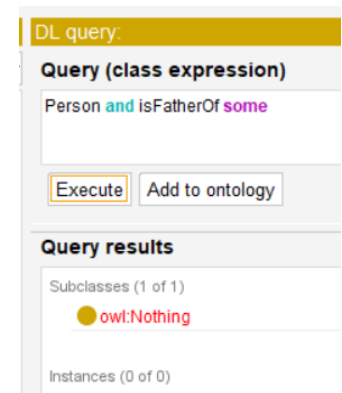 DL query:
Query (class expression)
Person and isFatherOf some
Execute Add to ontology
Query results
Subclasses (1 of 1)
owl:Nothing
Instances (0 of 0)